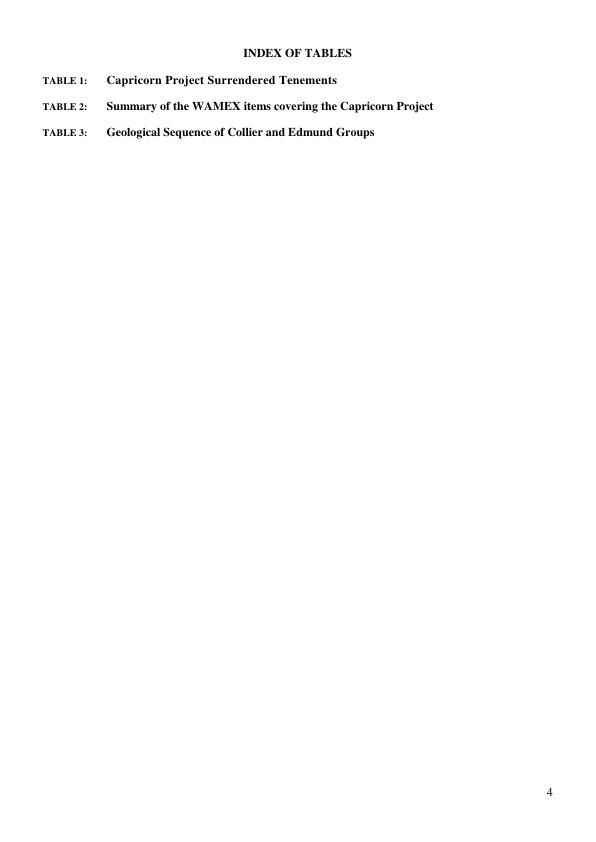 INDEX OF TABLES
TABLE 1: Capricorn Project Surrendered Tenements
TABLE 2: Summary of the WAMEX items covering the Capricorn Project
TABLE 3: Geological Sequence of Collier and Edmund Groups
4